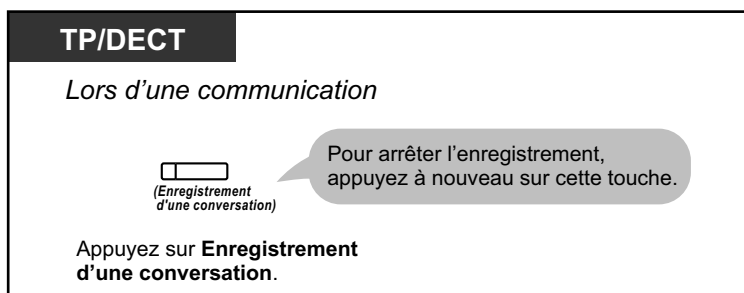 TP/DECT
Lors d'une communication
Pour arrêter l'enregistrement,
appuyez à nouveau sur cette touche.
(Enregistrement
d'une conversation)
Appuyez sur Enregistrement
d'une conversation.